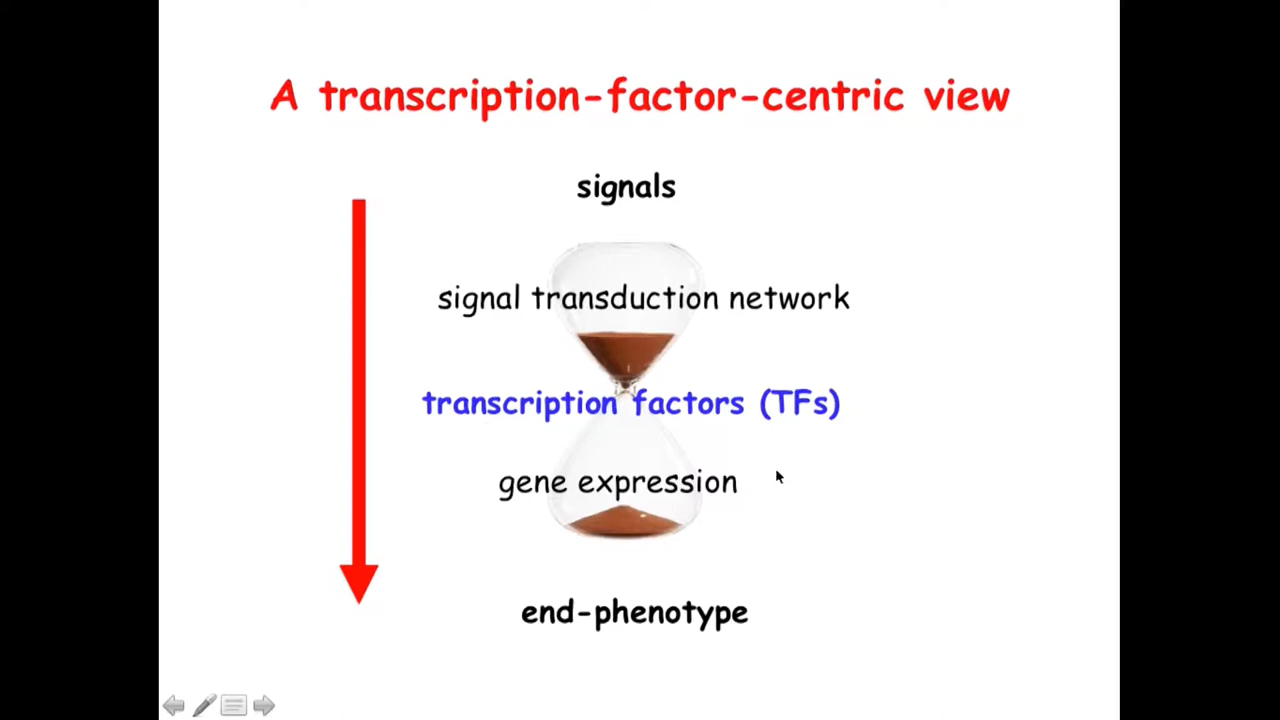 A transcription-factor-centric view
signals
signal transduction network
transcription factors (TFs)
gene expression
end-phenotype